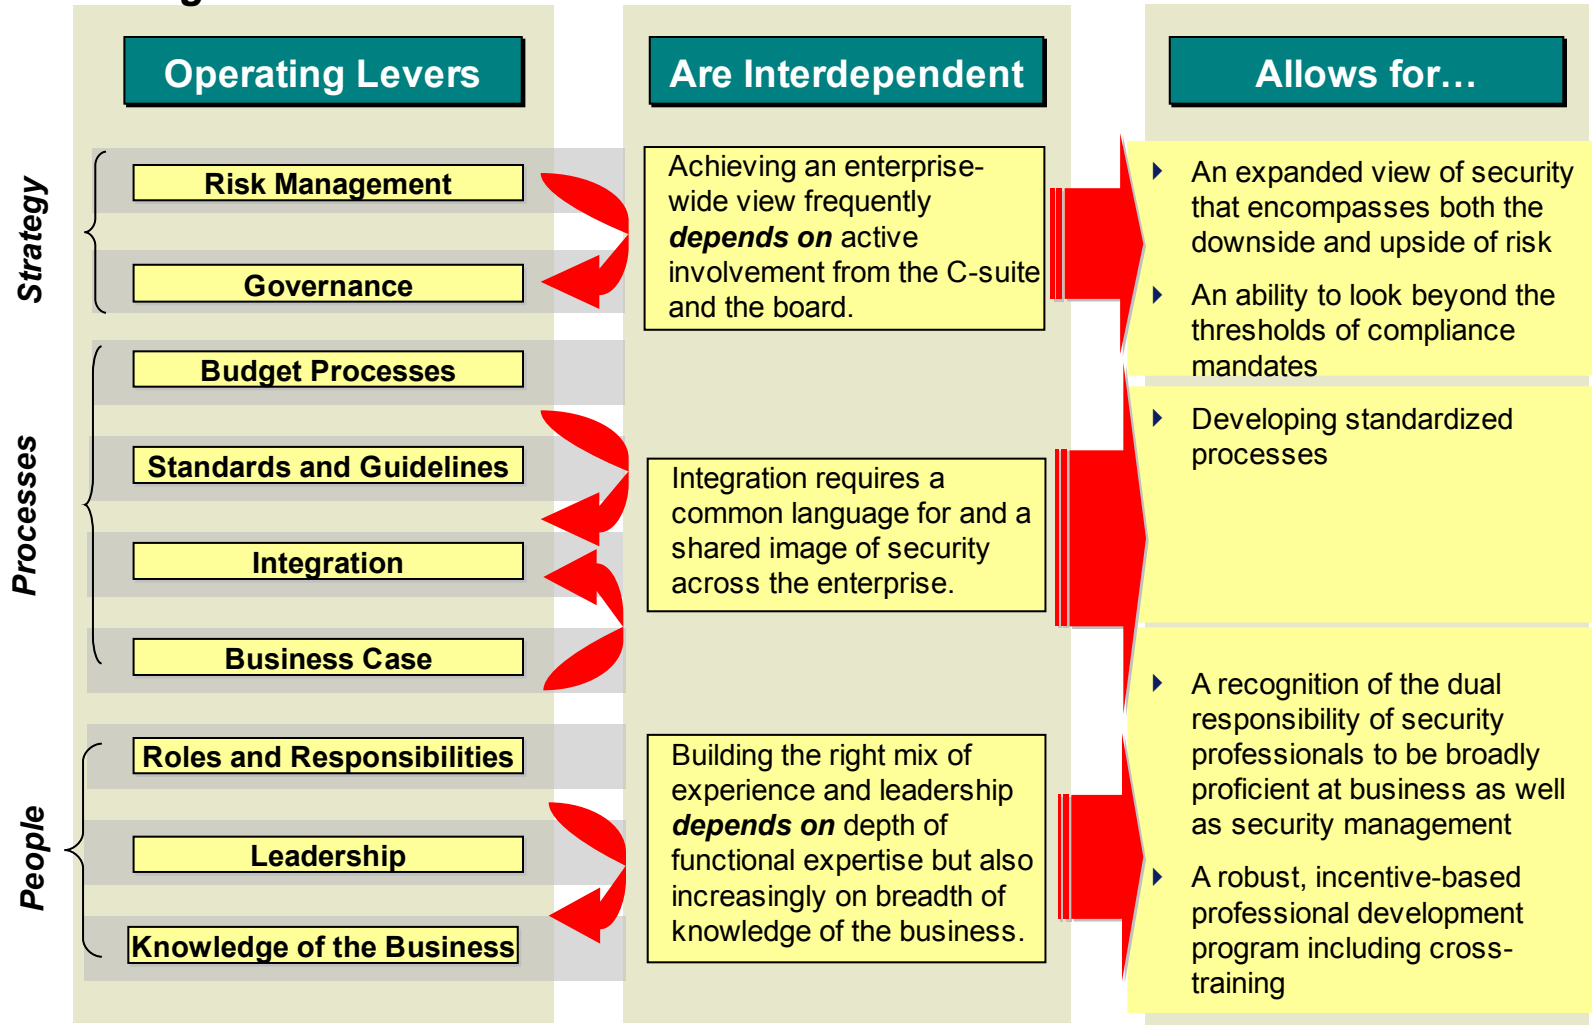 Operating Levers
Are Interdependent
Allows for…
Strategy
Risk Management
Governance
Achieving an enterprise-
wide view frequently
depends on active
involvement from the C-suite
and the board.
An expanded view of security
that encompasses both the
downside and upside of risk
An ability to look beyond the
thresholds of compliance
mandates
Processes
Budget Processes
Standards and Guidelines
Integration
Business Case
Integration requires a
common language for and a
shared image of security
across the enterprise.
Developing standardized
processes
People
Roles and Responsibilities
Leadership
Knowledge of the Business
Building the right mix of
experience and leadership
depends on depth of
functional expertise but also
increasingly on breadth of
knowledge of the business.
A recognition of the dual
responsibility of security
professionals to be broadly
proficient at business as well
as security management
A robust, incentive-based
professional development
program including cross-
training